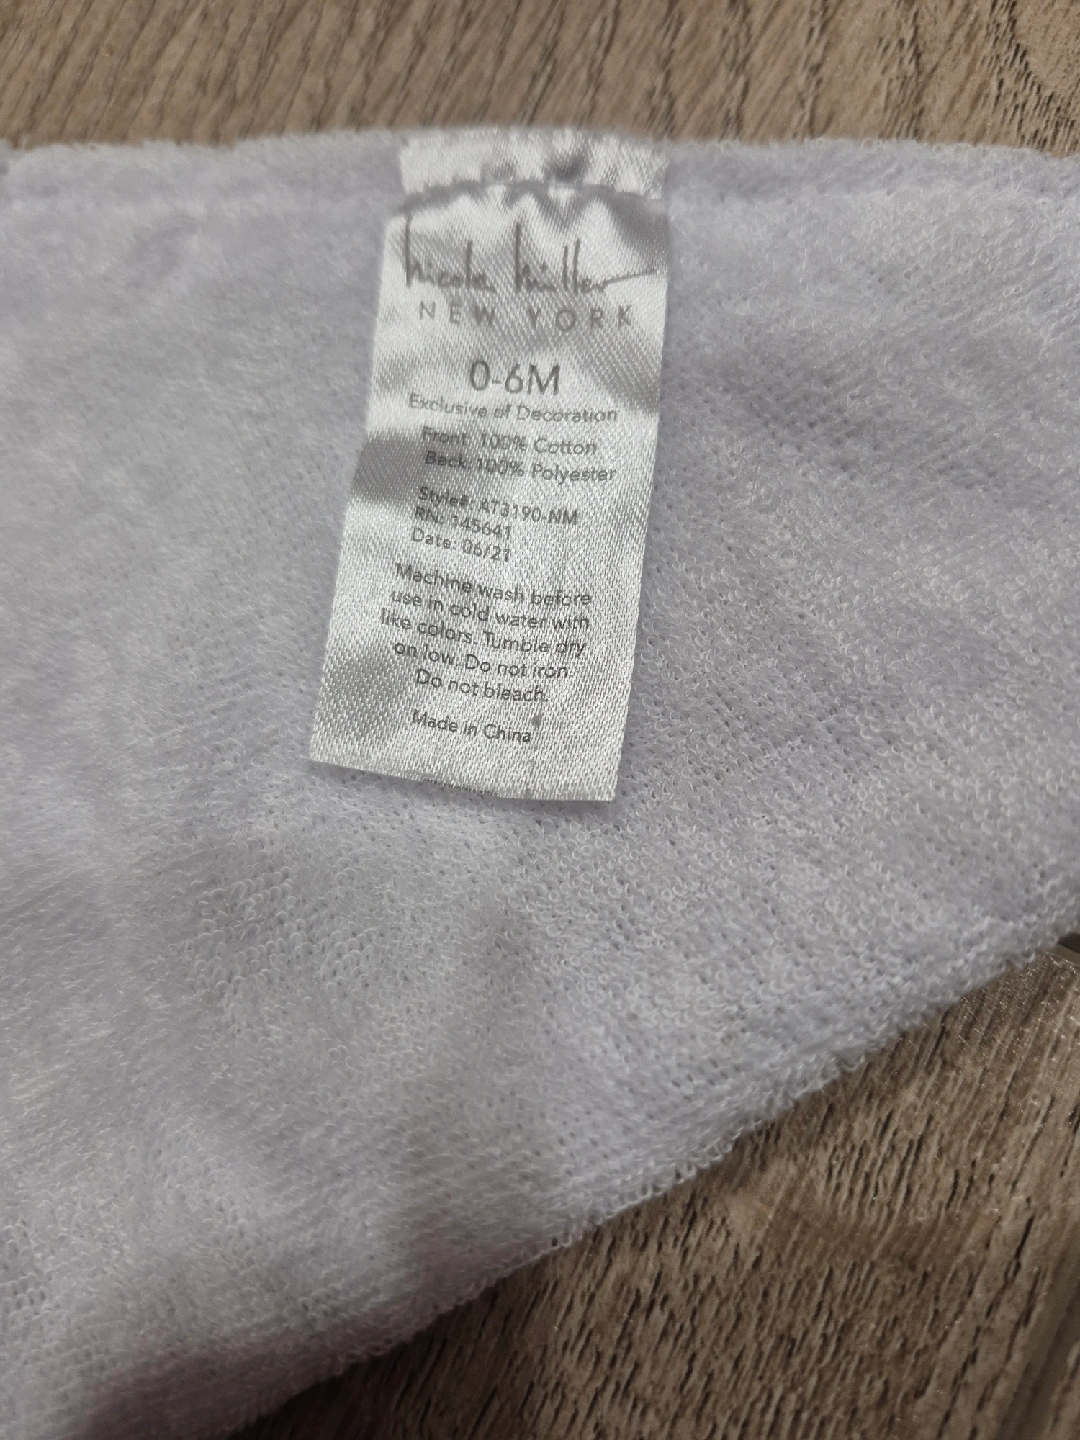 nicole miller
NEW YORK
0-6M
Exclusive of Decoration
Front: 100% Cotton
Back: 100% Polyester
Style#: AT3190-NM
RN: 145641
Date: 06/21
Machine wash before
use in cold water with
like colors. Tumble dry
on low. Do not iron.
Do not bleach.
Made in China